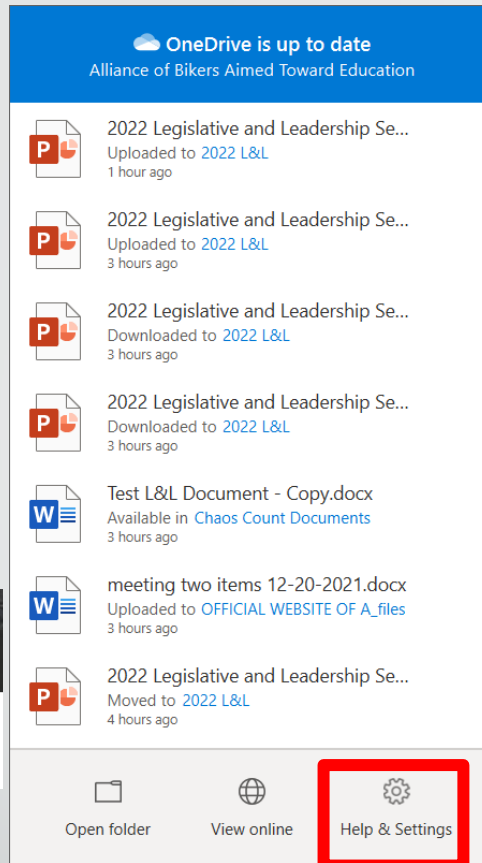 OneDrive is up to date
Alliance of Bikers Aimed Toward Education
2022 Legislative and Leadership Se...
Uploaded to 2022 L&L
1 hour ago
2022 Legislative and Leadership Se...
Uploaded to 2022 L&L
3 hours ago
2022 Legislative and Leadership Se...
Downloaded to 2022 L&L
3 hours ago
2022 Legislative and Leadership Se...
Downloaded to 2022 L&L
3 hours ago
Test L&L Document - Copy.docx
Available in Chaos Count Documents
3 hours ago
meeting two items 12-20-2021.docx
Uploaded to OFFICIAL WEBSITE OF A_files
3 hours ago
2022 Legislative and Leadership Se...
Moved to 2022 L&L
4 hours ago
Open folder View online Help & Settings